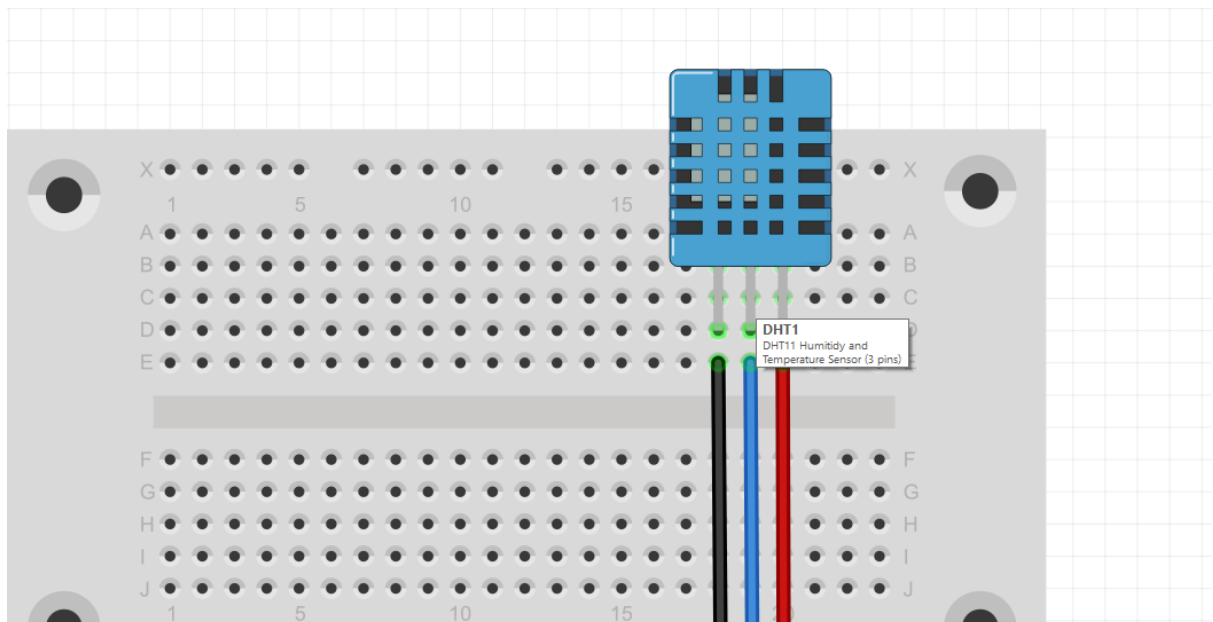 X X
1 5 10 15
A A
B B
C C
D
DHT1
DHT11 Humitidy and
Temperature Sensor (3 pins)
E
F F
G G
H H
I I
J J
1 5 10 15